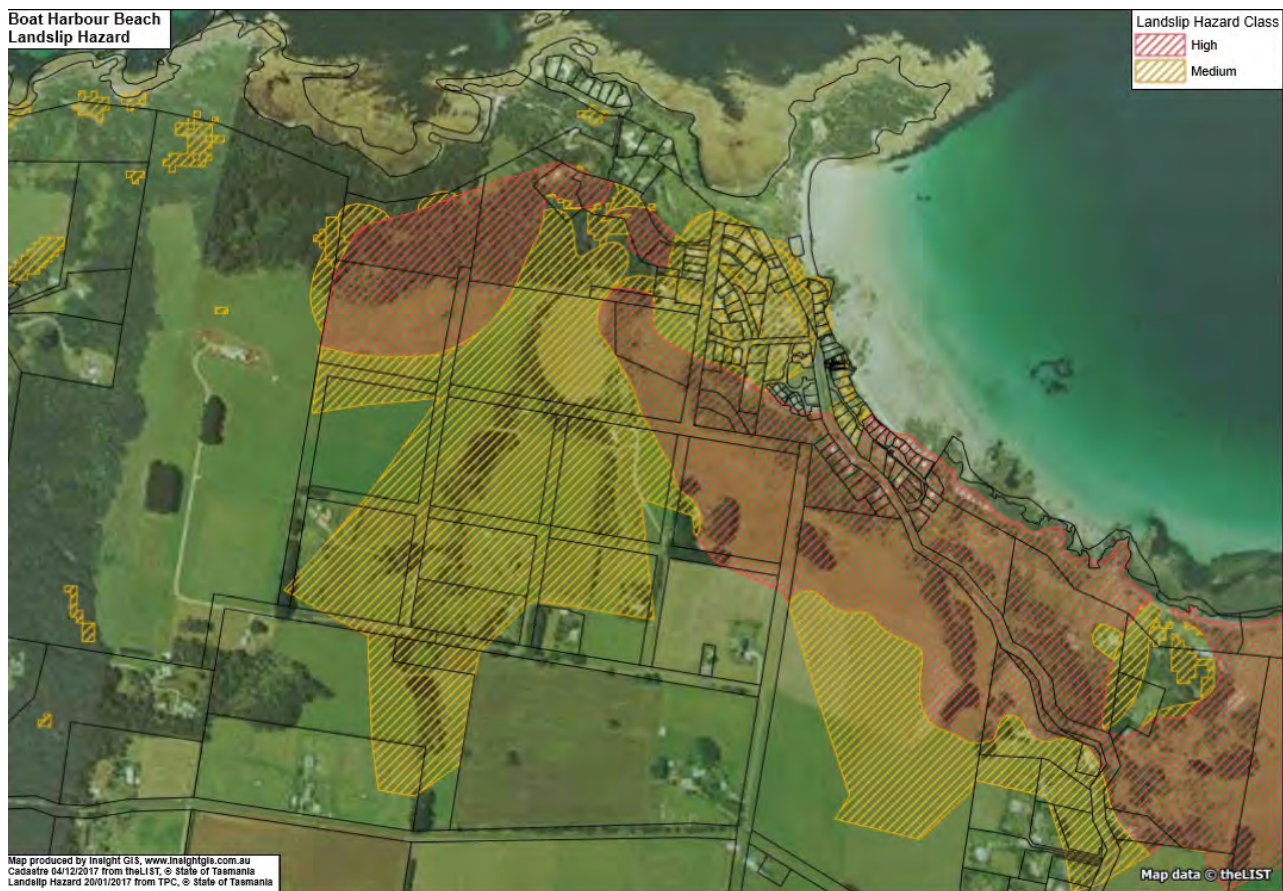 Boat Harbour Beach
Landslip Hazard
Landslip Hazard Class
High
Medium
Map produced by Insight GIS, www.insightgis.com.au
Cadastre 04/12/2017 from theLIST, © State of Tasmania
Landslip Hazard 20/01/2017 from TPC, © State of Tasmania
Map data © theLIST